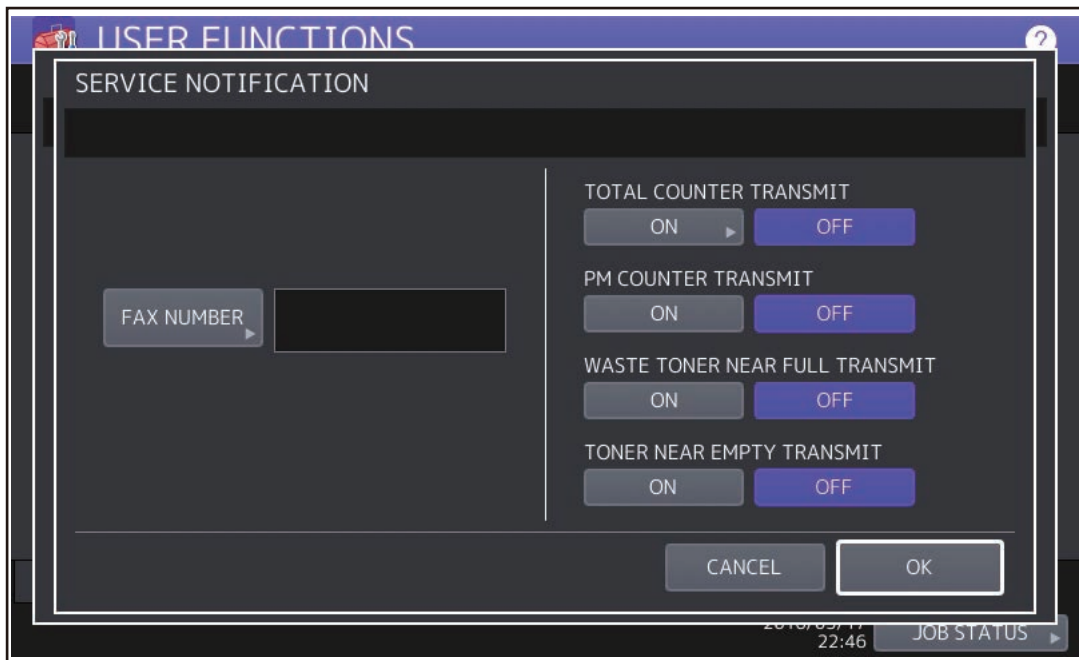 USER FUNCTIONS
?
SERVICE NOTIFICATION
TOTAL COUNTER TRANSMIT
ON OFF
PM COUNTER TRANSMIT
ON OFF
FAX NUMBER
WASTE TONER NEAR FULL TRANSMIT
ON OFF
TONER NEAR EMPTY TRANSMIT
ON OFF
CANCEL OK
22:46 JOB STATUS